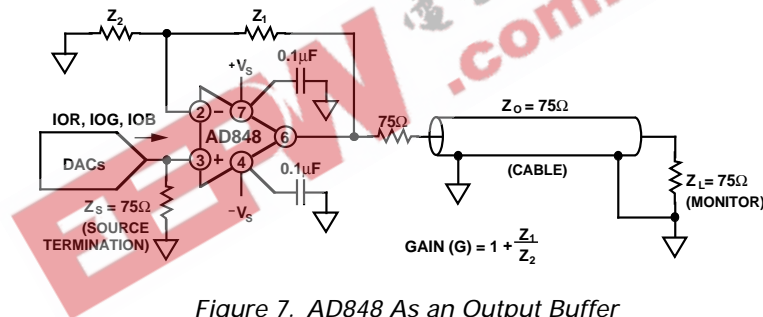 Z2
Z1
0.1μF
+VS
IOR, IOG, IOB
2
−
7
AD848
6
3
+
4
DACs
75Ω
ZO = 75Ω
(CABLE)
0.1μF
−VS
ZS = 75Ω
(SOURCE
TERMINATION)
ZL = 75Ω
(MONITOR)
GAIN (G) = 1 + Z1/Z2
Figure 7. AD848 As an Output Buffer
EEPW
.com